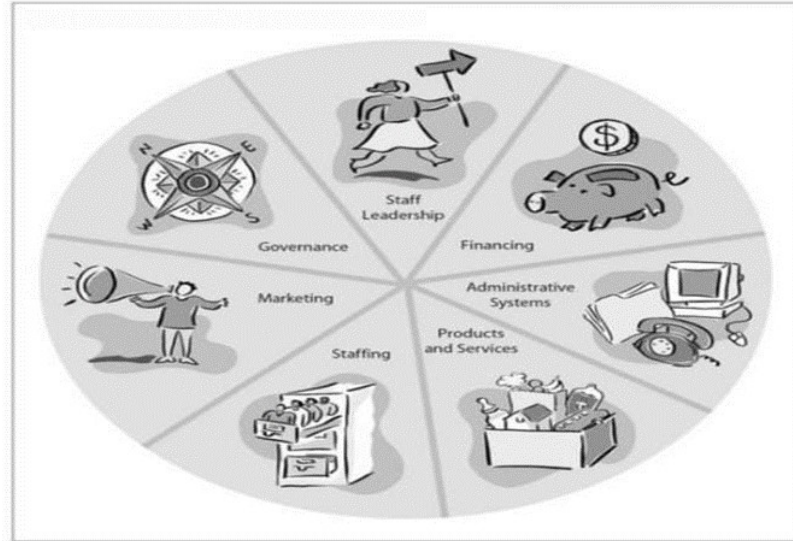 Staff
Leadership
Financing
Administrative
Systems
Products
and Services
Staffing
Marketing
Governance
N
E
W
S
$